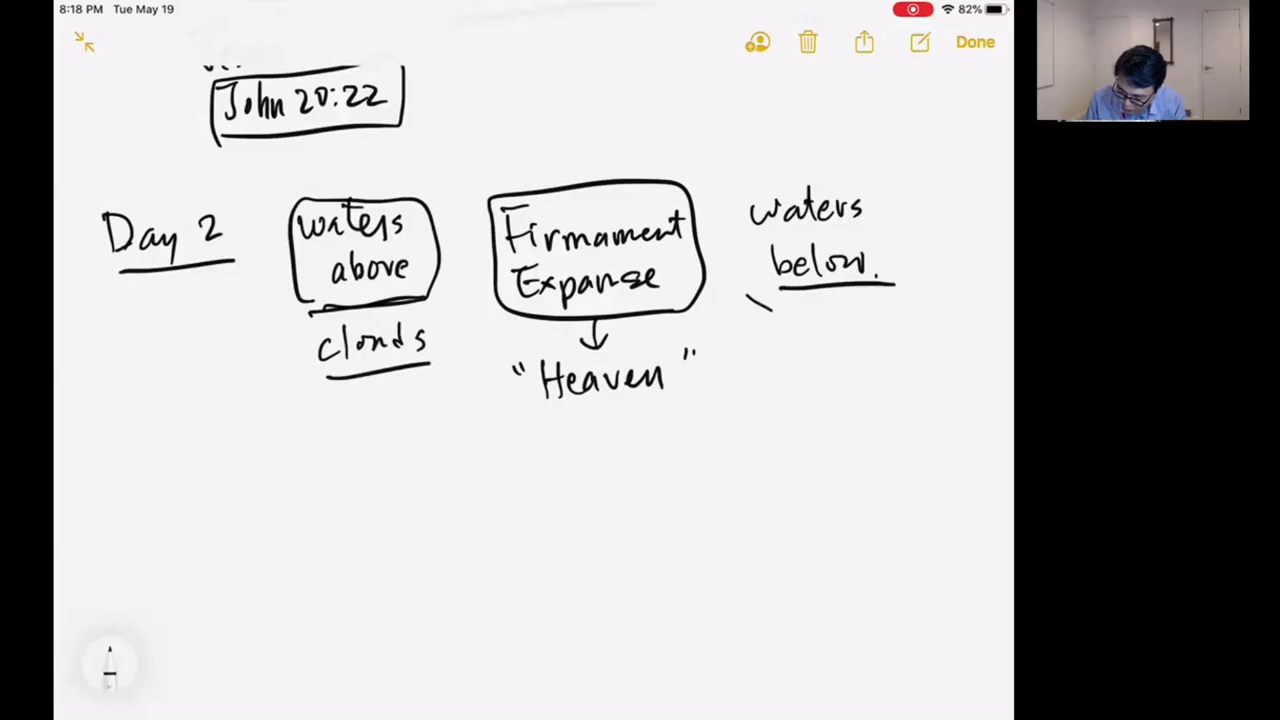 8:18 PM Tue May 19
82%
Done
John 20:22
Day 2
waters
above
clouds
Firmament
Expanse
"Heaven"
waters
below.